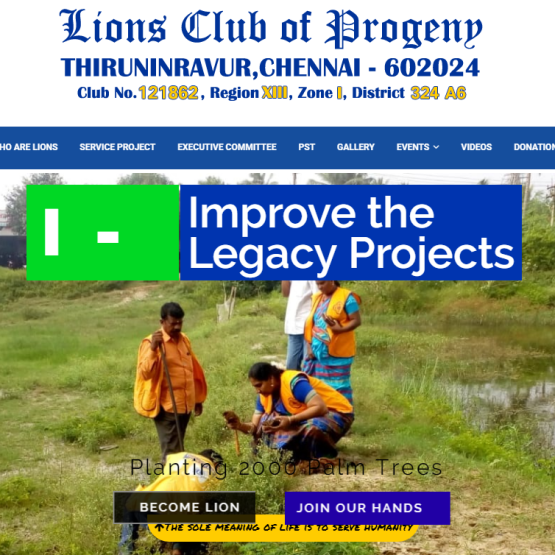 Lions Club of Progeny
THIRUNINRAVUR,CHENNAI - 602024
Club No.121862, Region XIII, Zone I, District 324 A6
HO ARE LIONS SERVICE PROJECT EXECUTIVE COMMITTEE PST GALLERY EVENTS VIDEOS DONATION
I - Improve the
Legacy Projects
Planting 2000 Palm Trees
BECOME LION JOIN OUR HANDS
THE SOLE MEANING OF LIFE IS TO SERVE HUMANITY